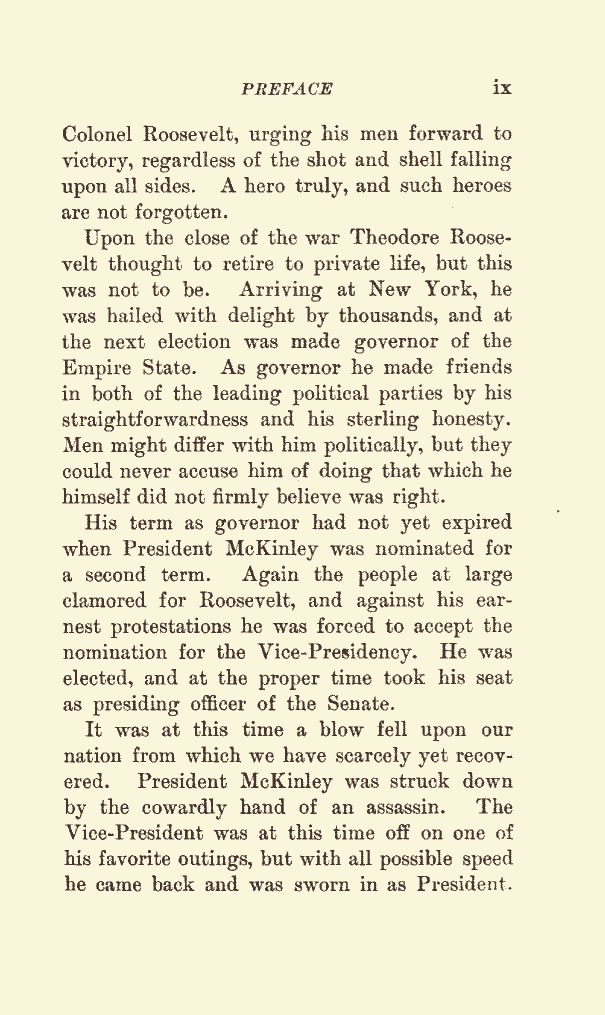 PREFACE ix
Colonel Roosevelt, urging his men forward to
victory, regardless of the shot and shell falling
upon all sides. A hero truly, and such heroes
are not forgotten.
Upon the close of the war Theodore Roose-
velt thought to retire to private life, but this
was not to be. Arriving at New York, he
was hailed with delight by thousands, and at
the next election was made governor of the
Empire State. As governor he made friends
in both of the leading political parties by his
straightforwardness and his sterling honesty.
Men might differ with him politically, but they
could never accuse him of doing that which he
himself did not firmly believe was right.
His term as governor had not yet expired
when President McKinley was nominated for
a second term. Again the people at large
clamored for Roosevelt, and against his ear-
nest protestations he was forced to accept the
nomination for the Vice-Presidency. He was
elected, and at the proper time took his seat
as presiding officer of the Senate.
It was at this time a blow fell upon our
nation from which we have scarcely yet recov-
ered. President McKinley was struck down
by the cowardly hand of an assassin. The
Vice-President was at this time off on one of
his favorite outings, but with all possible speed
he came back and was sworn in as President.